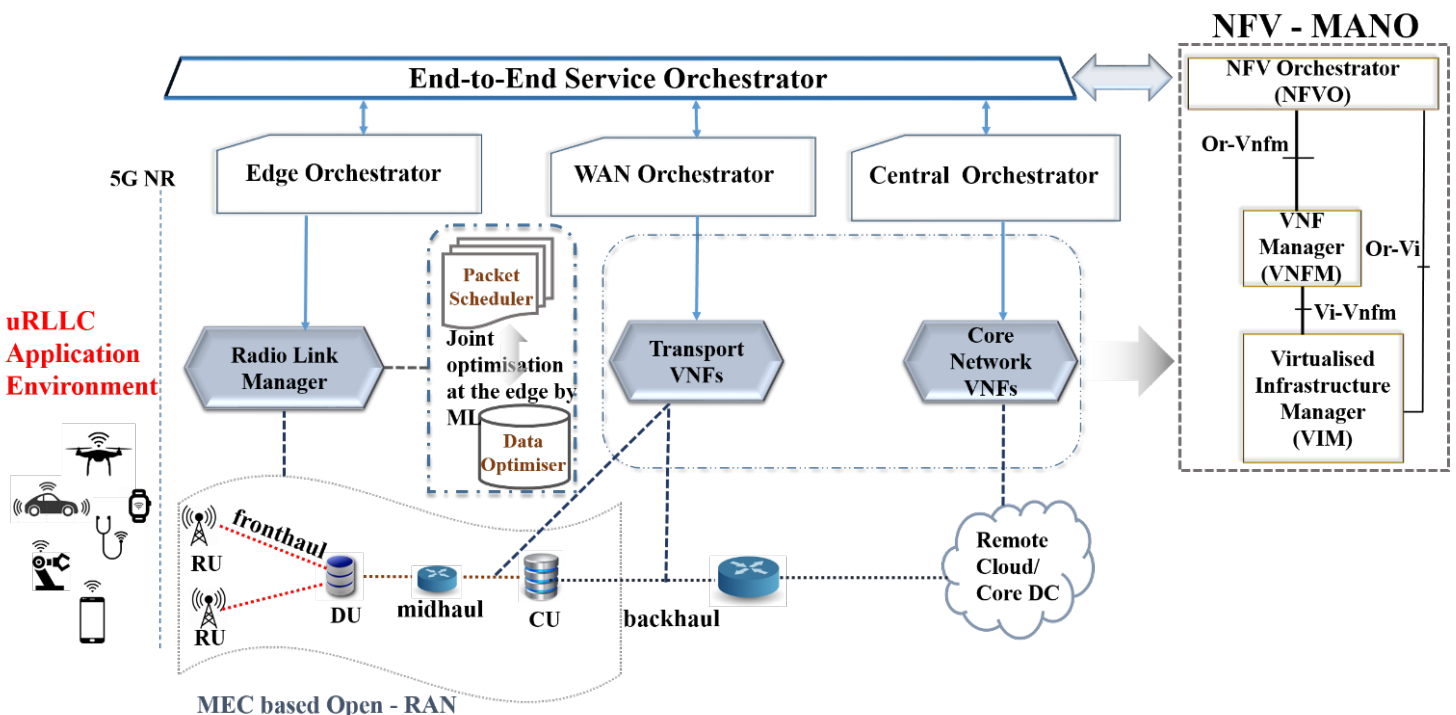 NFV - MANO
End-to-End Service Orchestrator
NFV Orchestrator
(NFVO)
Or-Vnfm
Edge Orchestrator
WAN Orchestrator
Central Orchestrator
5G NR
VNF
Manager
(VNFM)
Or-Vi
Packet
Scheduler
Vi-Vnfm
uRLLC
Application
Environment
Radio Link
Manager
Joint
optimisation
at the edge by
ML
Transport
VNFs
Core
Network
VNFs
Virtualised
Infrastructure
Manager
(VIM)
Data
Optimiser
fronthaul
RU
RU
DU
midhaul
CU
backhaul
Remote
Cloud/
Core DC
MEC based Open - RAN